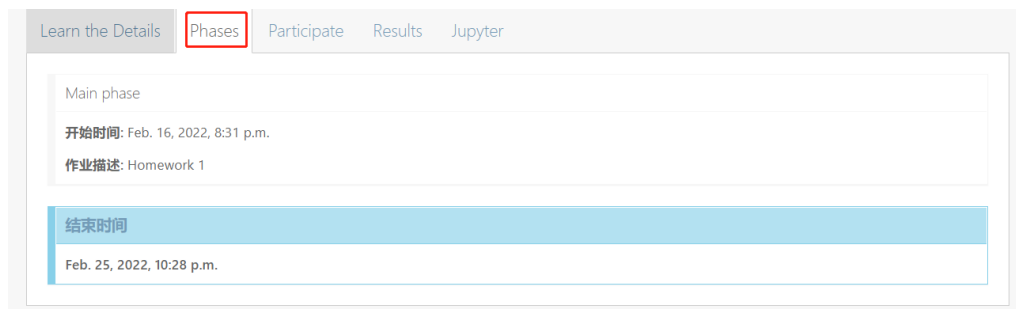 Learn the Details Phases Participate Results Jupyter
Main phase
开始时间: Feb. 16, 2022, 8:31 p.m.
作业描述: Homework 1
结束时间
Feb. 25, 2022, 10:28 p.m.